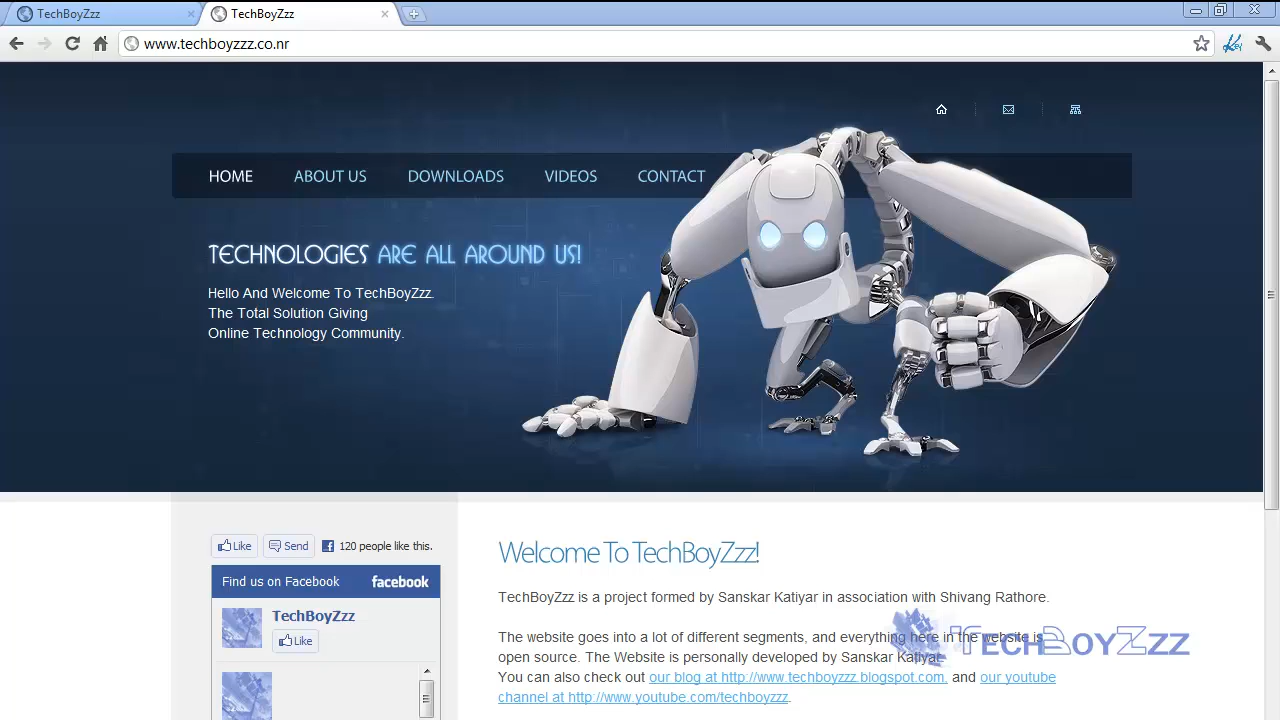 TechBoyZzz
TechBoyZzz
www.techboyzzz.co.nr
HOME ABOUT US DOWNLOADS VIDEOS CONTACT
TECHNOLOGIES ARE ALL AROUND US!
Hello And Welcome To TechBoyZzz.
The Total Solution Giving
Online Technology Community.
Like Send 120 people like this.
Find us on Facebook facebook
TechBoyZzz
Like
Welcome To TechBoyZzz!
TechBoyZzz is a project formed by Sanskar Katiyar in association with Shivang Rathore.
The website goes into a lot of different segments, and everything here in the website is
open source. The Website is personally developed by Sanskar Katiyar.
You can also check out our blog at http://www.techboyzzz.blogspot.com, and our youtube
channel at http://www.youtube.com/techboyzzz.
TechBoyZzz